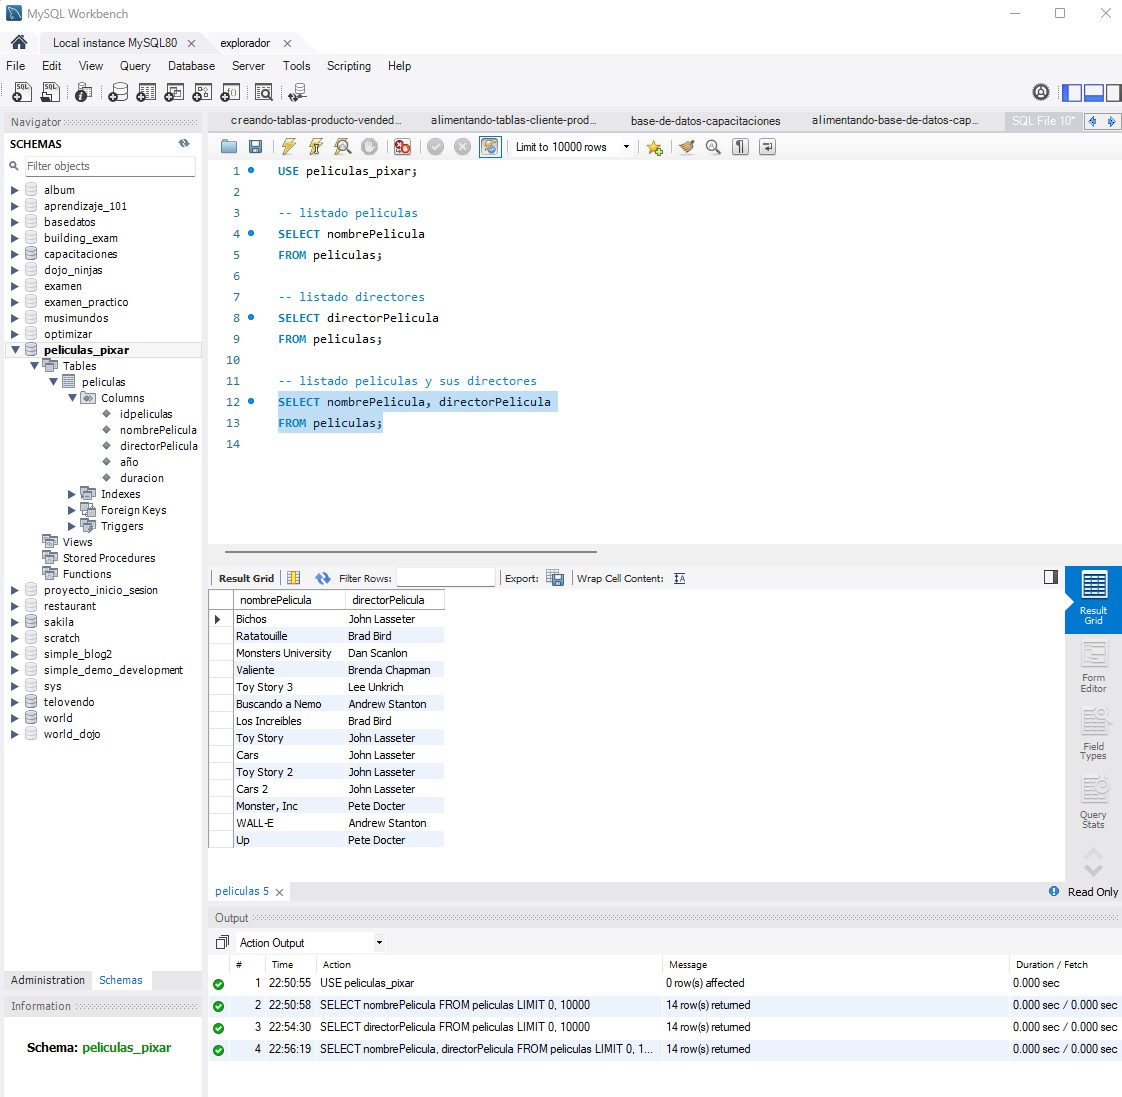 MySQL Workbench
Local instance MySQL80
explorador
File Edit View Query Database Server Tools Scripting Help
Navigator
SCHEMAS
Filter objects
album
aprendizaje_101
basedatos
building_exam
capacitaciones
dojo_ninjas
examen
examen_practico
musimundos
optimizar
peliculas_pixar
Tables
peliculas
Columns
idpeliculas
nombrePelicula
directorPelicula
año
duracion
Indexes
Foreign Keys
Triggers
Views
Stored Procedures
Functions
proyecto_inicio_sesion
restaurant
sakila
scratch
simple_blog2
simple_demo_development
sys
telovendo
world
world_dojo
Administration Schemas
Information
Schema: peliculas_pixar
creando-tablas-producto-vended... alimentando-tablas-cliente-prod... base-de-datos-capacitaciones alimentando-base-de-datos-cap... SQL File 10*
Limit to 10000 rows
1 USE peliculas_pixar;
2
3 -- listado peliculas
4 SELECT nombrePelicula
5 FROM peliculas;
6
7 -- listado directores
8 SELECT directorPelicula
9 FROM peliculas;
10
11 -- listado peliculas y sus directores
12 SELECT nombrePelicula, directorPelicula
13 FROM peliculas;
14
Result Grid Filter Rows: Export: Wrap Cell Content:
nombrePelicula directorPelicula
Bichos John Lasseter
Ratatouille Brad Bird
Monsters University Dan Scanlon
Valiente Brenda Chapman
Toy Story 3 Lee Unkrich
Buscando a Nemo Andrew Stanton
Los Increibles Brad Bird
Toy Story John Lasseter
Cars John Lasseter
Toy Story 2 John Lasseter
Cars 2 John Lasseter
Monster, Inc Pete Docter
WALL-E Andrew Stanton
Up Pete Docter
Result
Grid
Form
Editor
Field
Types
Query
Stats
peliculas 5
Read Only
Output
Action Output
# Time Action Message Duration / Fetch
1 22:50:55 USE peliculas_pixar 0 row(s) affected 0.000 sec
2 22:50:58 SELECT nombrePelicula FROM peliculas LIMIT 0, 10000 14 row(s) returned 0.000 sec / 0.000 sec
3 22:54:30 SELECT directorPelicula FROM peliculas LIMIT 0, 10000 14 row(s) returned 0.000 sec / 0.000 sec
4 22:56:19 SELECT nombrePelicula, directorPelicula FROM peliculas LIMIT 0, 1... 14 row(s) returned 0.000 sec / 0.000 sec